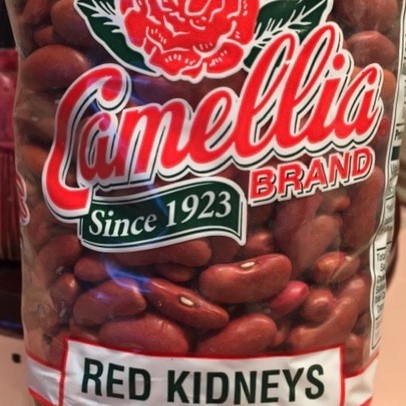 Camellia
BRAND
Since 1923
RED KIDNEYS